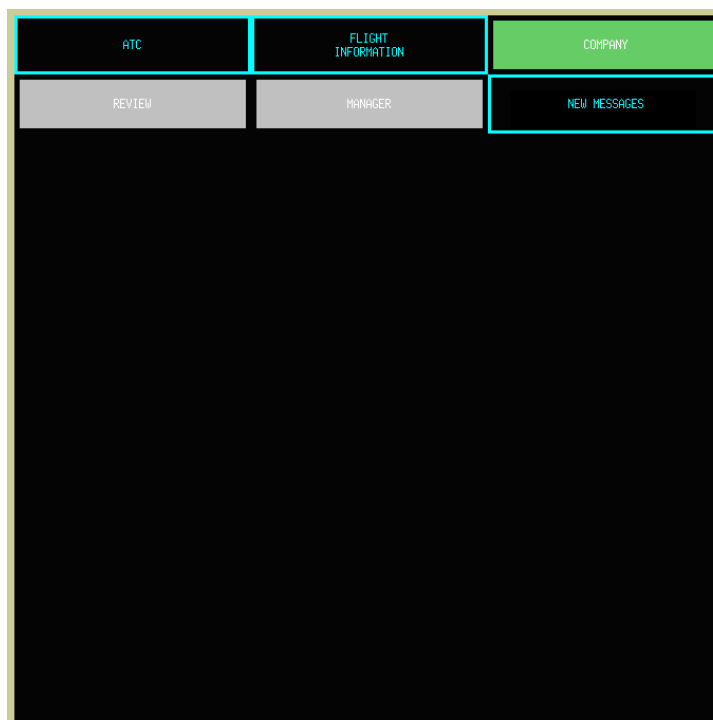 ATC
FLIGHT
INFORMATION
COMPANY
REVIEW
MANAGER
NEW MESSAGES